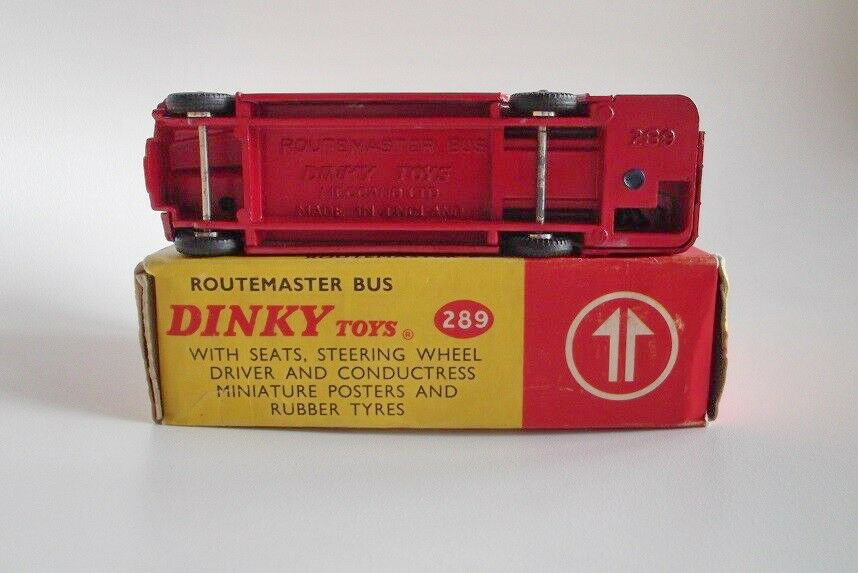 ROUTEMASTER BUS
289
DINKY TOYS
MECCANO LTD
MADE IN ENGLAND
ROUTEMASTER BUS
DINKY TOYS® 289
WITH SEATS, STEERING WHEEL
DRIVER AND CONDUCTRESS
MINIATURE POSTERS AND
RUBBER TYRES